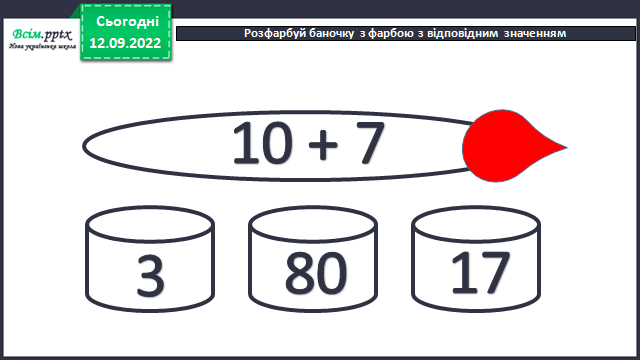 Всім.pptx
Нова українська школа
Сьогодні
12.09.2022
Розфарбуй баночку з фарбою з відповідним значенням
10 + 7
3
80
17